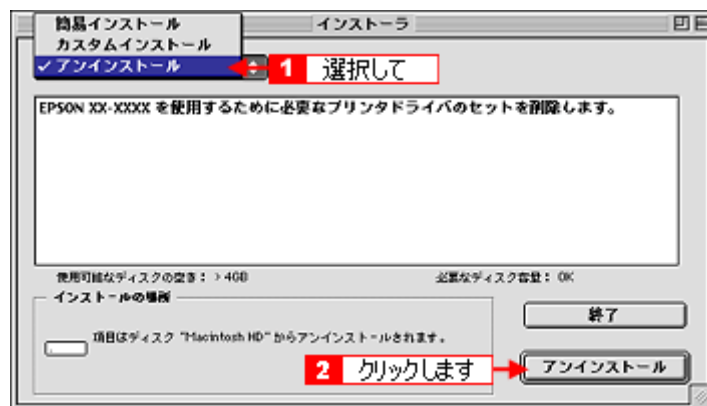 インストーラ
簡易インストール
カスタムインストール
✓アンインストール
1 選択して
EPSON XX-XXXX を使用するために必要なプリンタドライバのセットを削除します。
使用可能なディスクの空き： > 4GB
必要なディスク容量： 0K
インストールの場所
項目はディスク “Macintosh HD” からアンインストールされます。
終了
2 クリックします
アンインストール